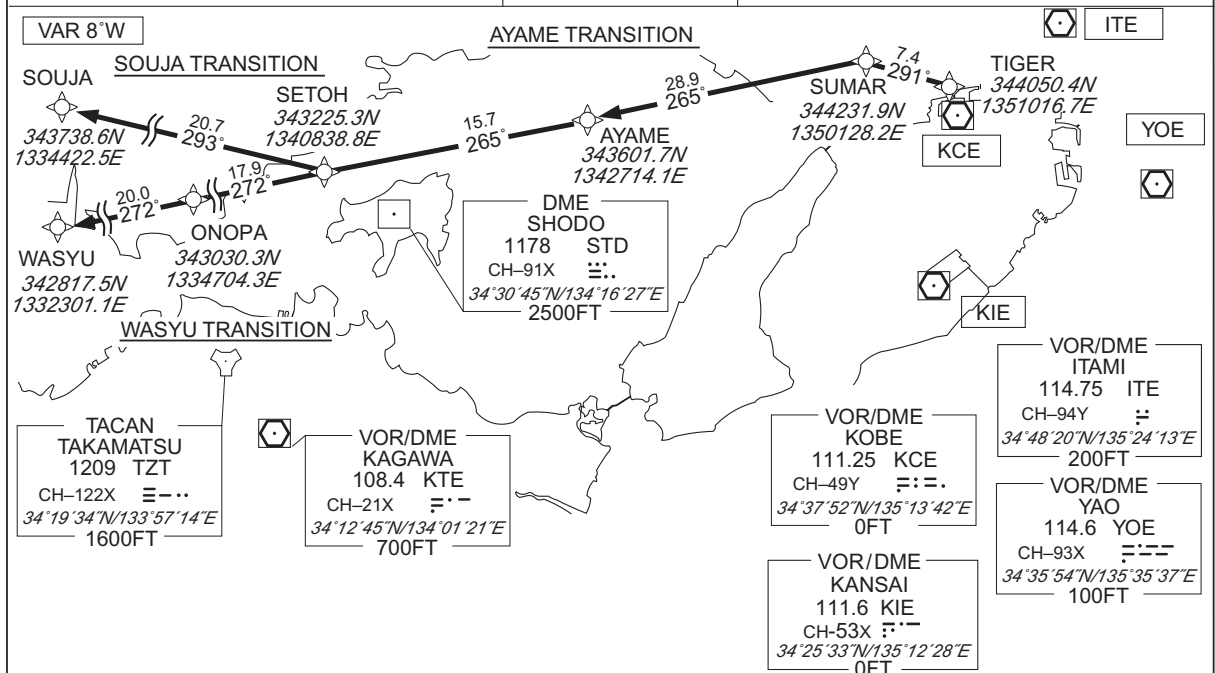 VAR 8˚W
AYAME TRANSITION
ITE
SOUJA TRANSITION
SOUJA
343738.6N
1334422.5E
20.7
293˚
SETOH
343225.3N
1340838.8E
15.7
265˚
28.9
265˚
7.4
291˚
SUMAR
344231.9N
1350128.2E
TIGER
344050.4N
1351016.7E
AYAME
343601.7N
1342714.1E
KCE
YOE
20.0
272˚
17.9
272˚
WASYU
342817.5N
1332301.1E
ONOPA
343030.3N
1334704.3E
WASYU TRANSITION
DME
SHODO
1178 STD
CH–91X
34˚30´45˝N/134˚16´27˝E
2500FT
KIE
TACAN
TAKAMATSU
1209 TZT
CH–122X
34˚19´34˝N/133˚57´14˝E
1600FT
VOR/DME
KAGAWA
108.4 KTE
CH–21X
34˚12´45˝N/134˚01´21˝E
700FT
VOR/DME
KOBE
111.25 KCE
CH–49Y
34˚37´52˝N/135˚13´42˝E
0FT
VOR/DME
ITAMI
114.75 ITE
CH–94Y
34˚48´20˝N/135˚24´13˝E
200FT
VOR/DME
YAO
114.6 YOE
CH–93X
34˚35´54˝N/135˚35´37˝E
100FT
VOR/DME
KANSAI
111.6 KIE
CH-53X
34˚25´33˝N/135˚12´28˝E
0FT